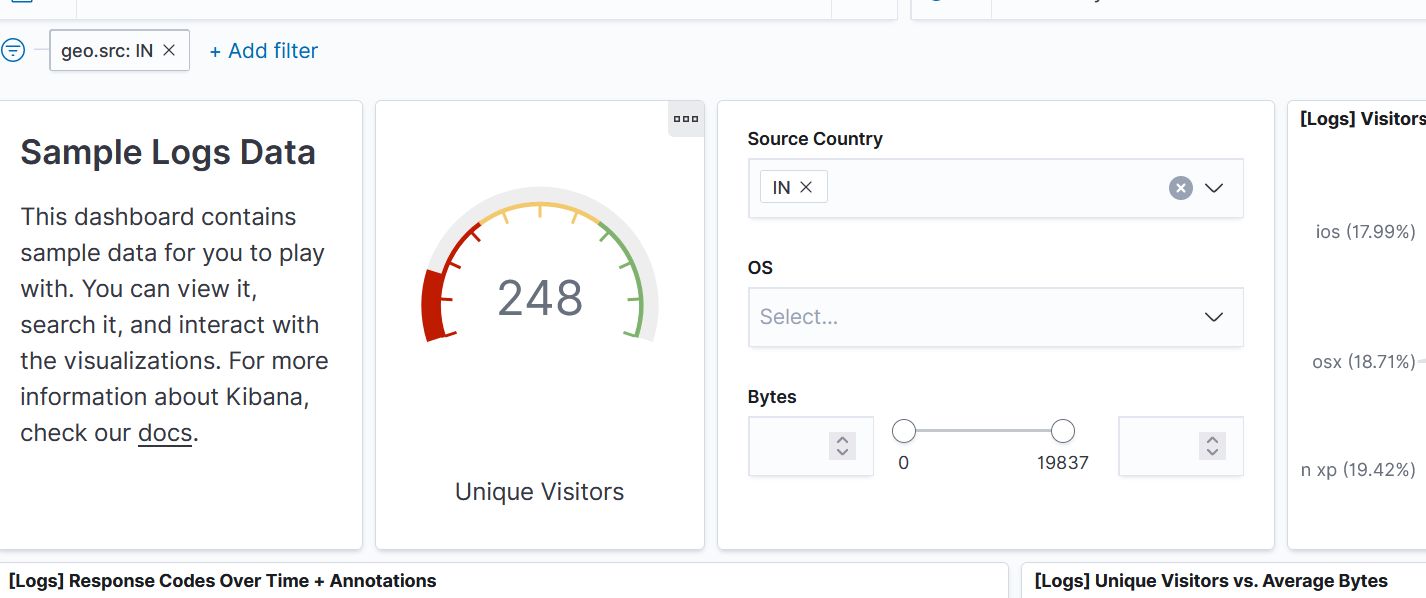 geo.src: IN
+ Add filter
Sample Logs Data
This dashboard contains
sample data for you to play
with. You can view it,
search it, and interact with
the visualizations. For more
information about Kibana,
check our docs.
248
Unique Visitors
Source Country
IN
OS
Select...
Bytes
0
19837
[Logs] Visitors
ios (17.99%)
osx (18.71%)
n xp (19.42%)
[Logs] Response Codes Over Time + Annotations
[Logs] Unique Visitors vs. Average Bytes